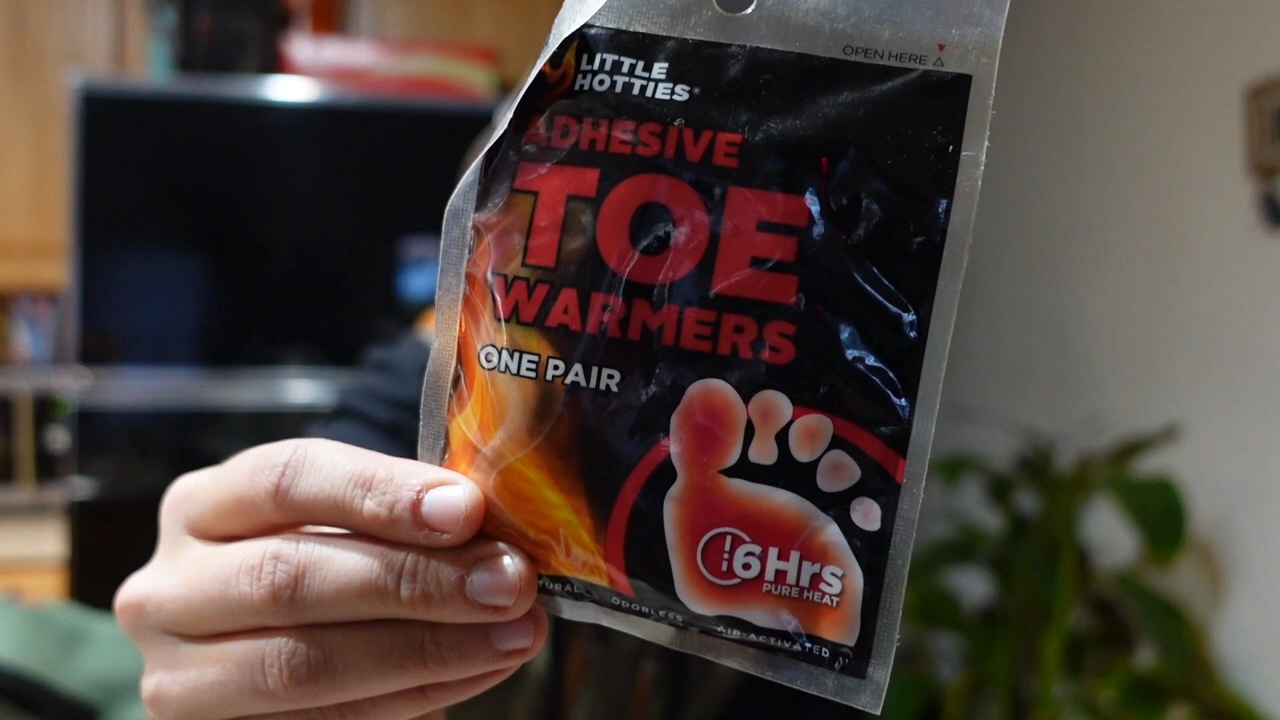 OPEN HERE
LITTLE
HOTTIES®
ADHESIVE
TOE
WARMERS
ONE PAIR
6Hrs
PURE HEAT
ODORLESS AIR-ACTIVATED